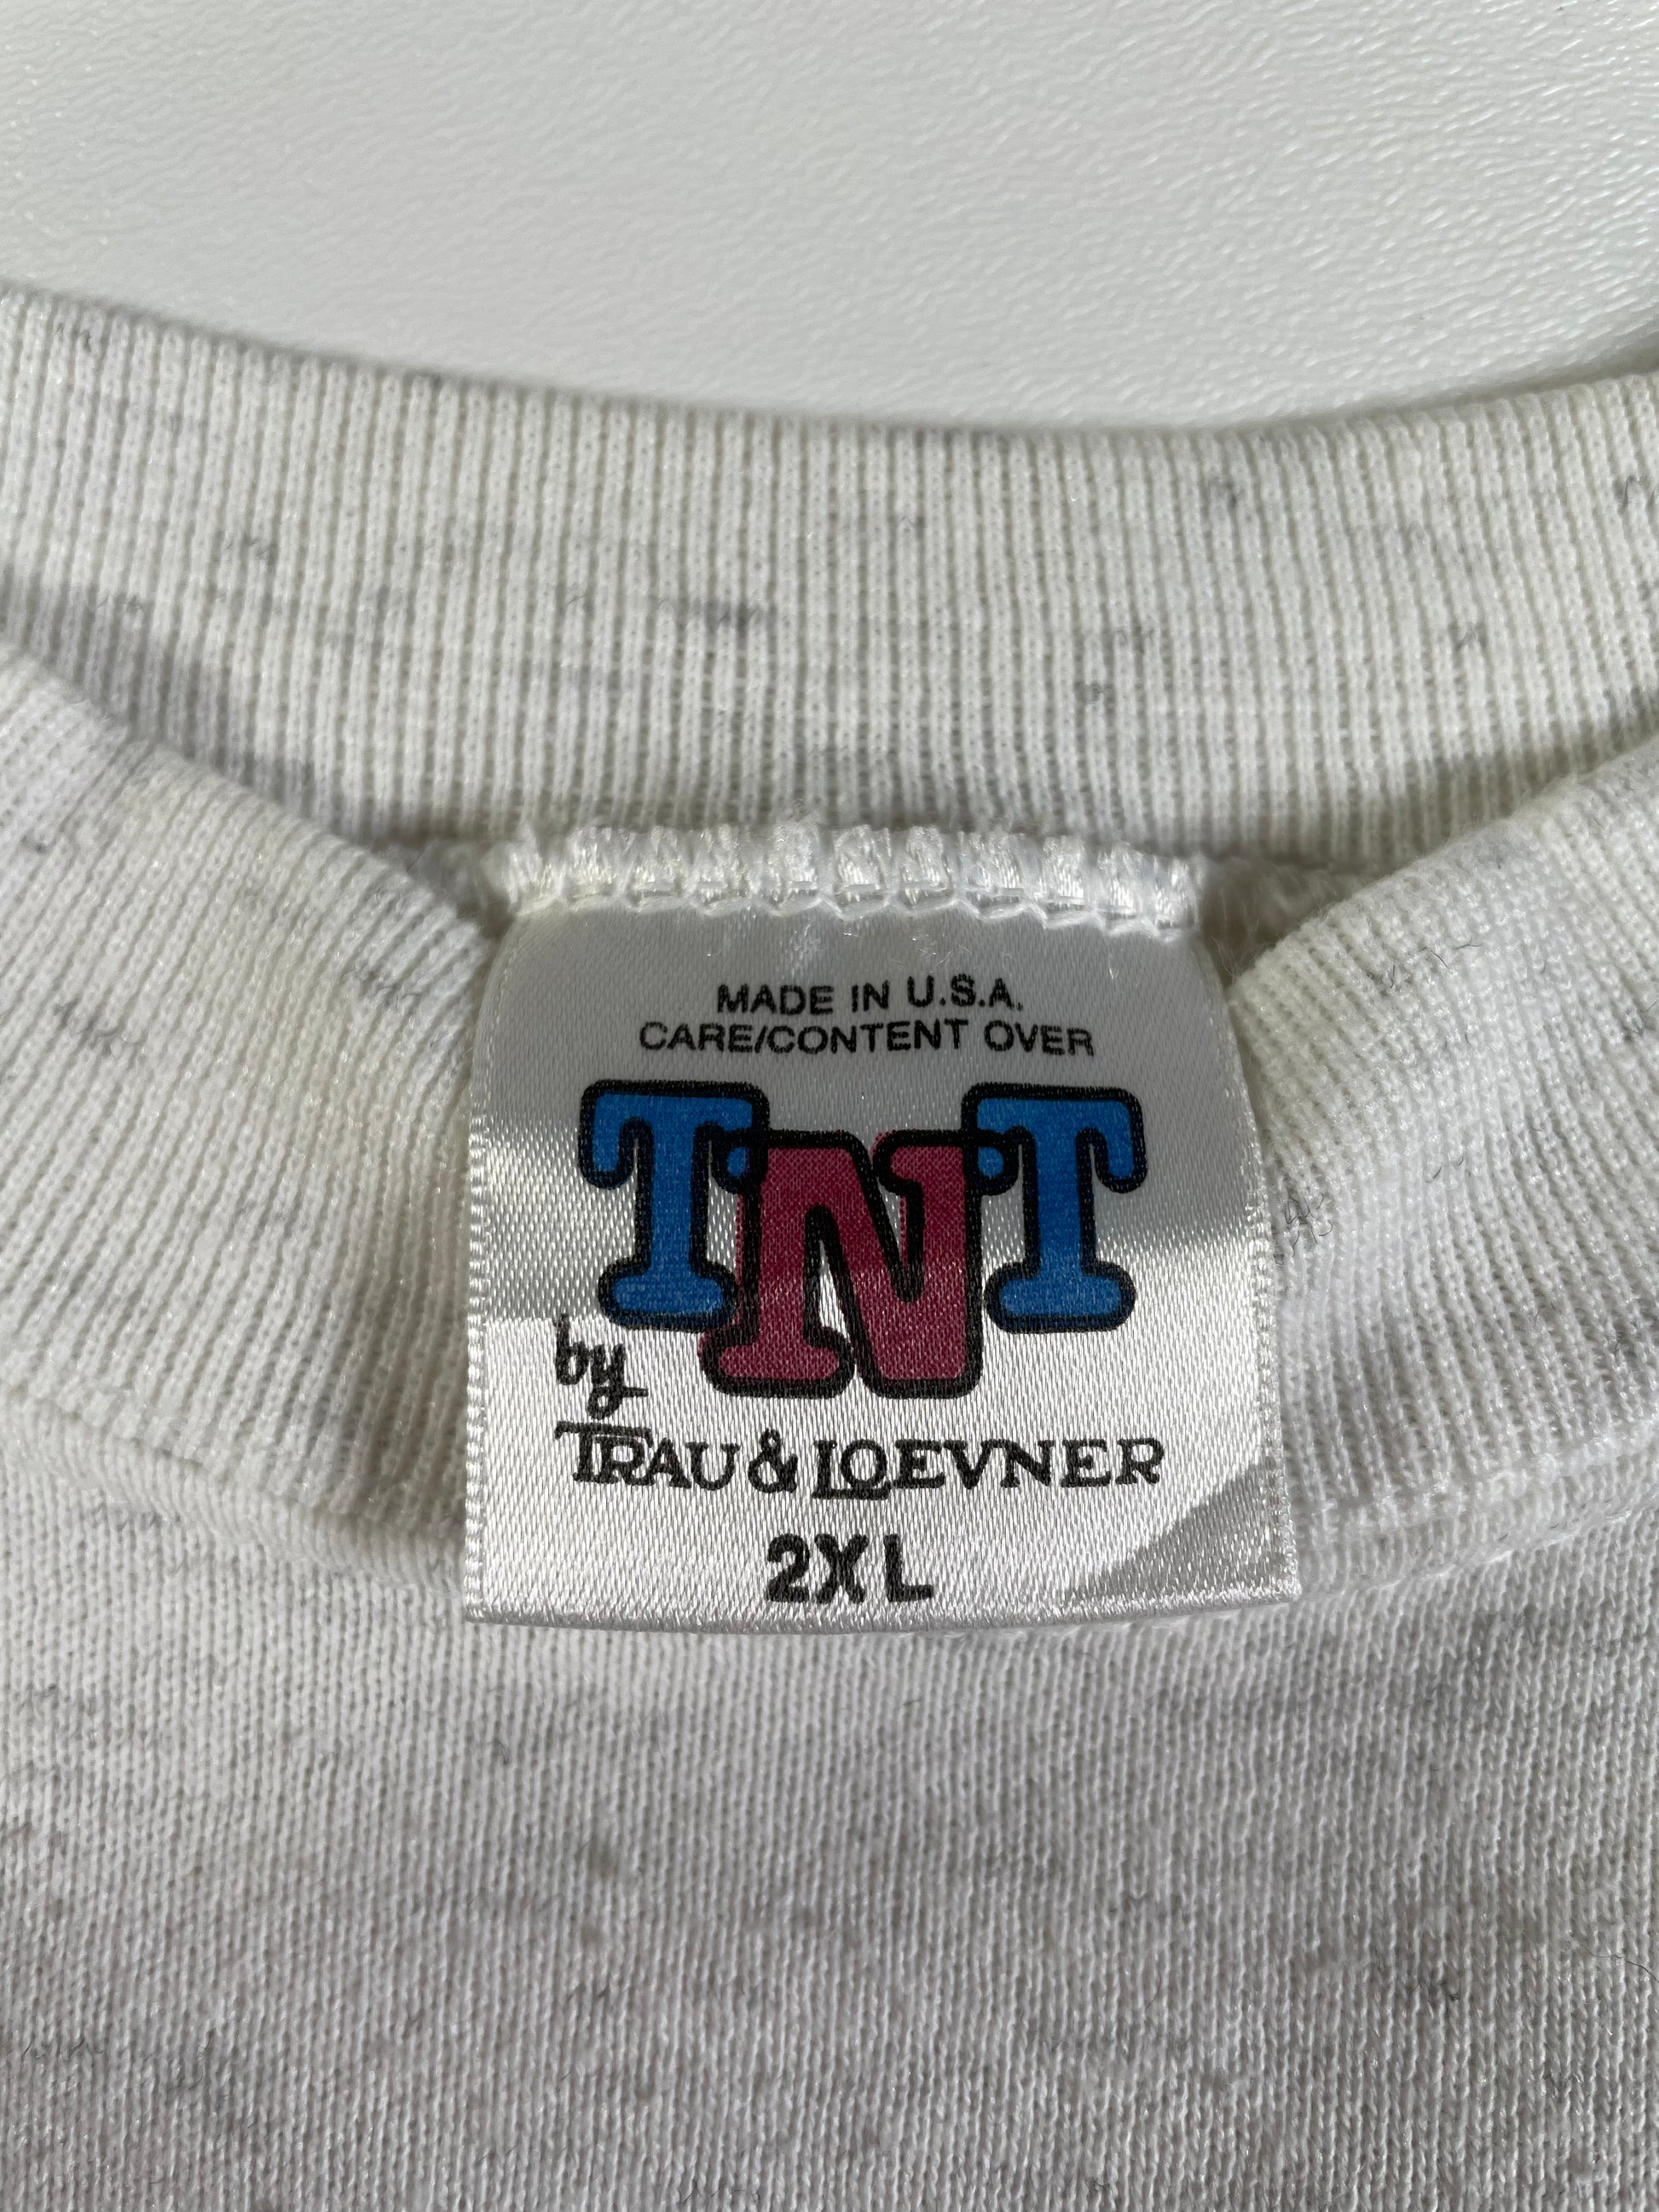 MADE IN U.S.A.
CARE/CONTENT OVER
TNT
by
TRAU & LOEVNER
2XL